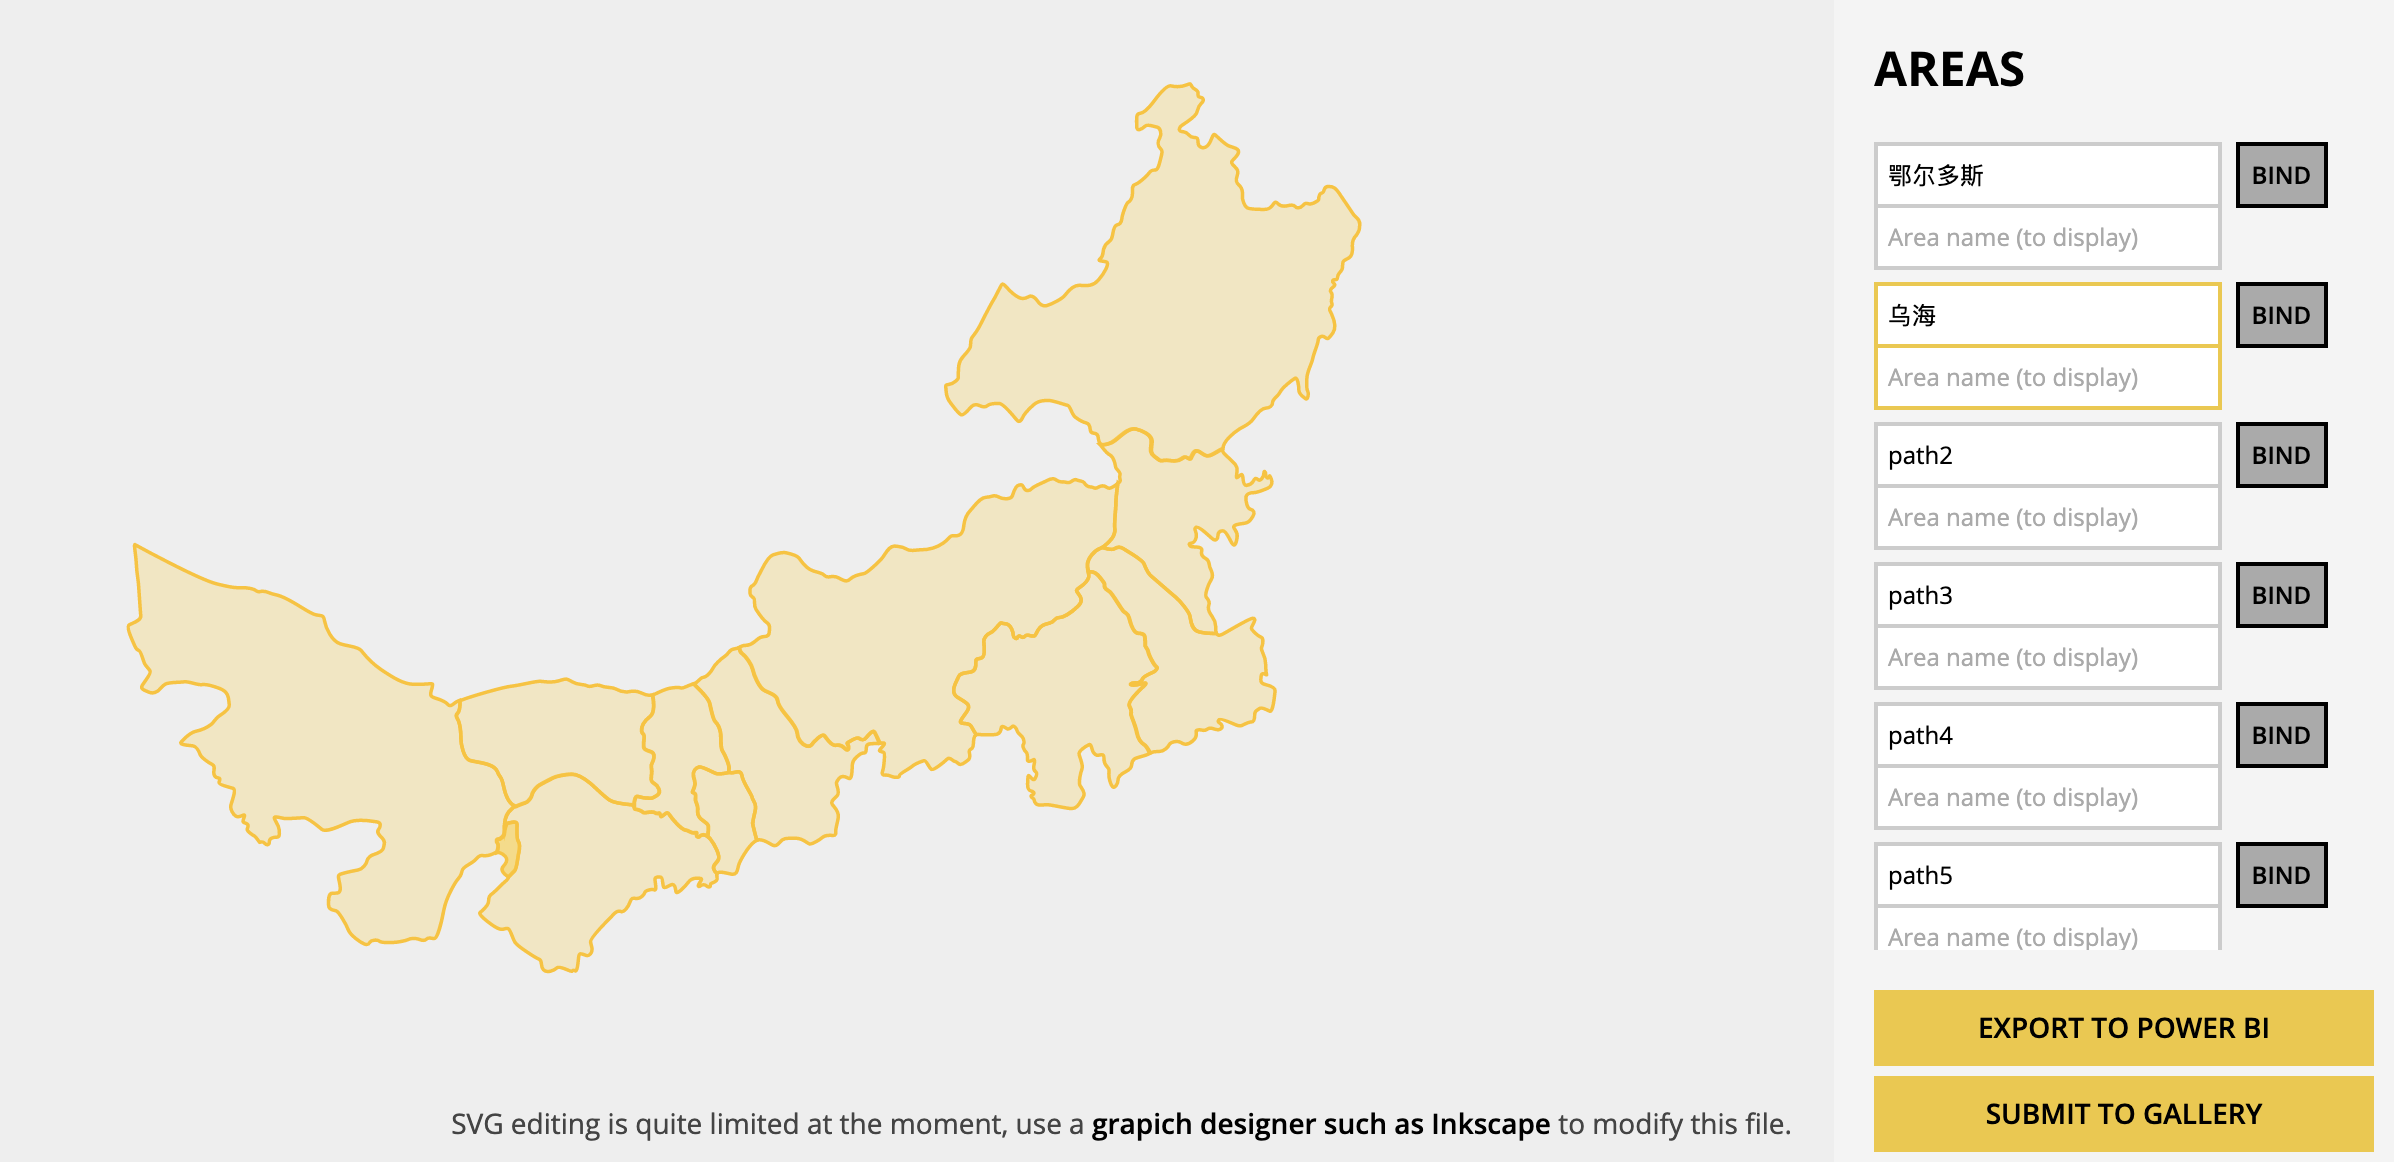 AREAS
鄂尔多斯
BIND
Area name (to display)
乌海
BIND
Area name (to display)
path2
BIND
Area name (to display)
path3
BIND
Area name (to display)
path4
BIND
Area name (to display)
path5
BIND
Area name (to display)
EXPORT TO POWER BI
SUBMIT TO GALLERY
SVG editing is quite limited at the moment, use a grapich designer such as Inkscape to modify this file.